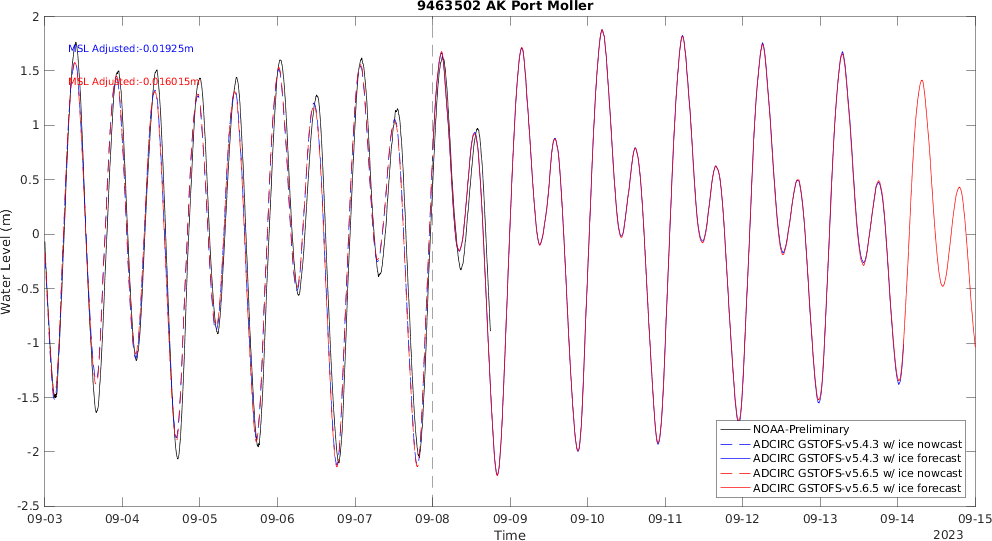 9463502 AK Port Moller
MSL Adjusted:-0.01925m
MSL Adjusted:-0.016015m
Water Level (m)
2
1.5
1
0.5
0
-0.5
-1
-1.5
-2
-2.5
NOAA-Preliminary
ADCIRC GSTOFS-v5.4.3 w/ ice nowcast
ADCIRC GSTOFS-v5.4.3 w/ ice forecast
ADCIRC GSTOFS-v5.6.5 w/ ice nowcast
ADCIRC GSTOFS-v5.6.5 w/ ice forecast
09-03 09-04 09-05 09-06 09-07 09-08 09-09 09-10 09-11 09-12 09-13 09-14 09-15
Time
2023